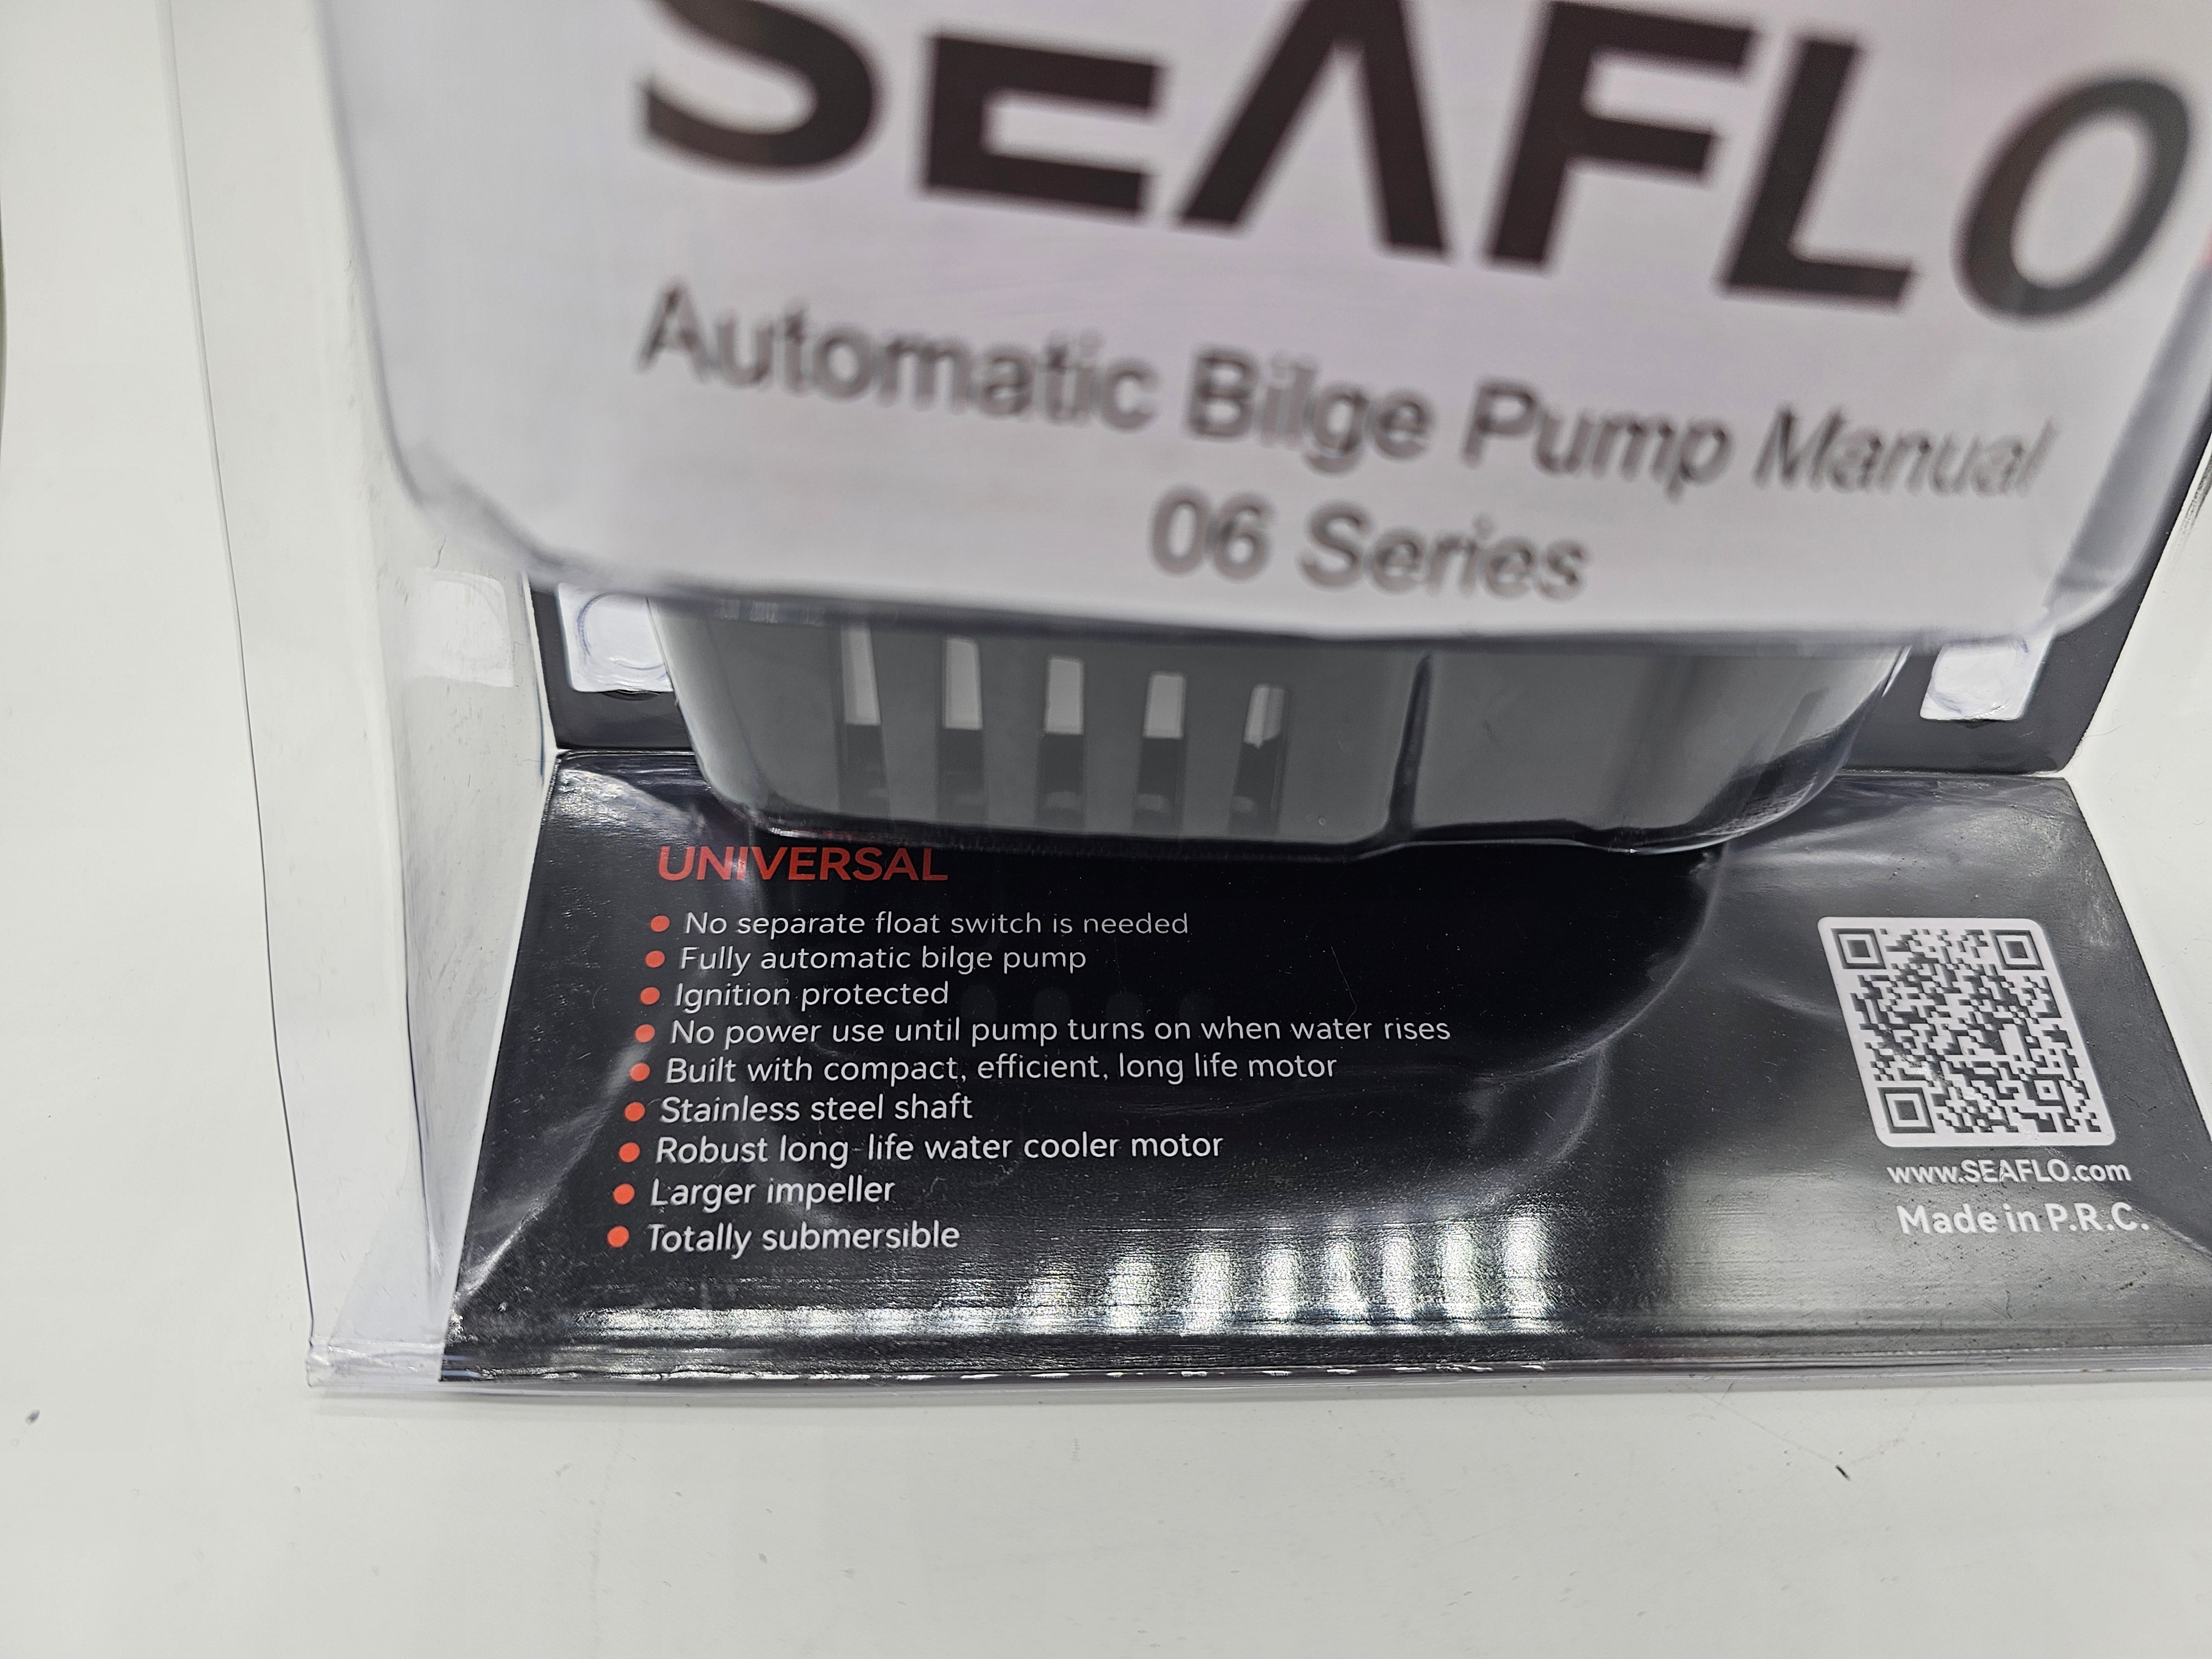 SEAFLO
Automatic Bilge Pump Manual
06 Series
UNIVERSAL
No separate float switch is needed
Fully automatic bilge pump
Ignition protected
No power use until pump turns on when water rises
Built with compact, efficient, long life motor
Stainless steel shaft
Robust long-life water cooler motor
Larger impeller
Totally submersible
www.SEAFLO.com
Made in P.R.C.